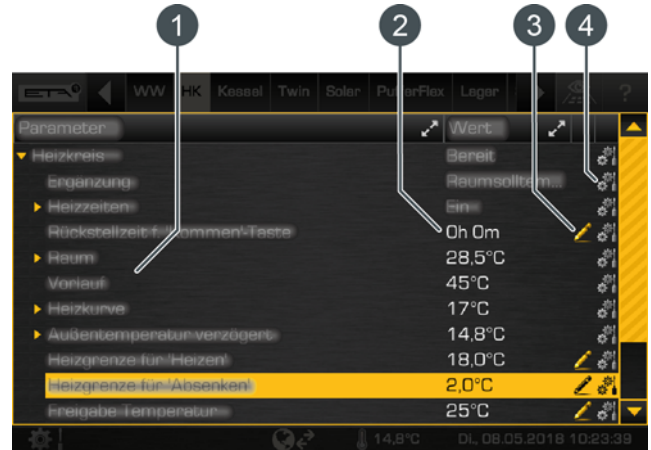 1 2 3 4
ETA WW HK Kessel Twin Solar PufferFlex Lager ?
Parameter Wert
Heizkreis Bereit
Ergänzung Raumsolltem...
Heizzeiten Ein
Rückstellzeit f. 'Kommen'-Taste 0h 0m
Raum 28,5°C
Vorlauf 45°C
Heizkurve 17°C
Außentemperatur verzögert 14,8°C
Heizgrenze für 'Heizen' 18,0°C
Heizgrenze für 'Absenken' 2,0°C
Freigabe Temperatur 25°C
14,8°C DI., 08.05.2018 10:23:39